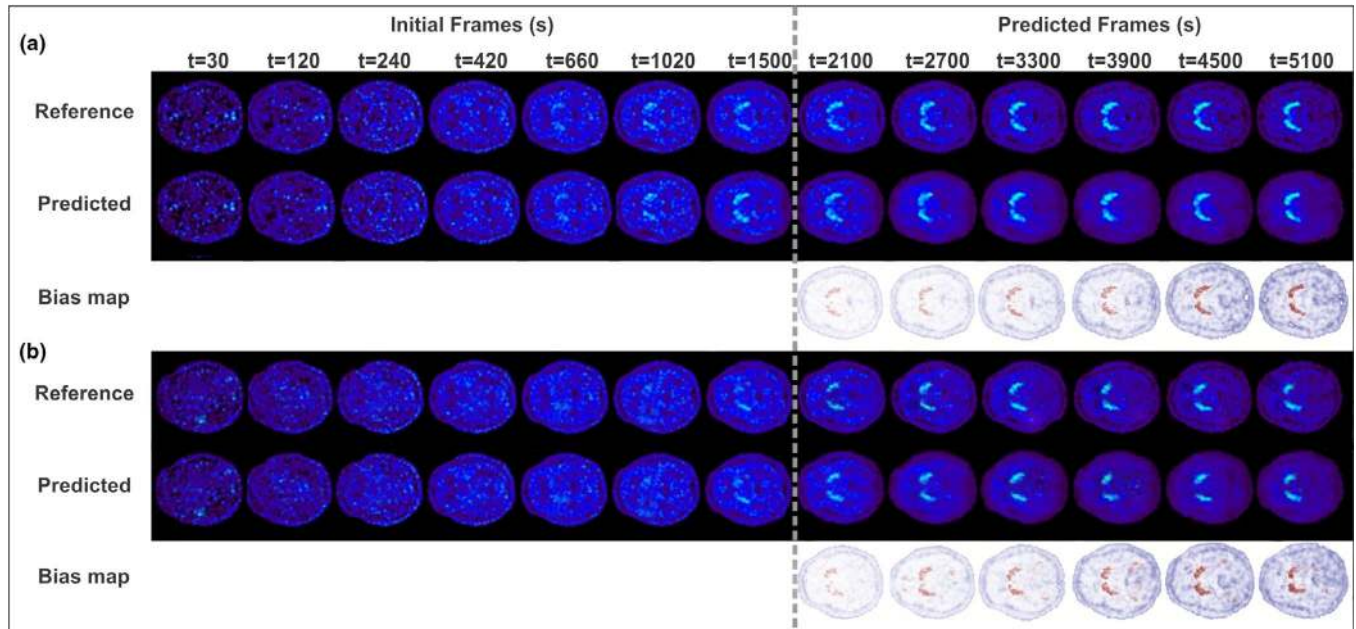 Initial Frames (s) Predicted Frames (s)
(a)
t=30 t=120 t=240 t=420 t=660 t=1020 t=1500 t=2100 t=2700 t=3300 t=3900 t=4500 t=5100
Reference
Predicted
Bias map
(b)
Reference
Predicted
Bias map